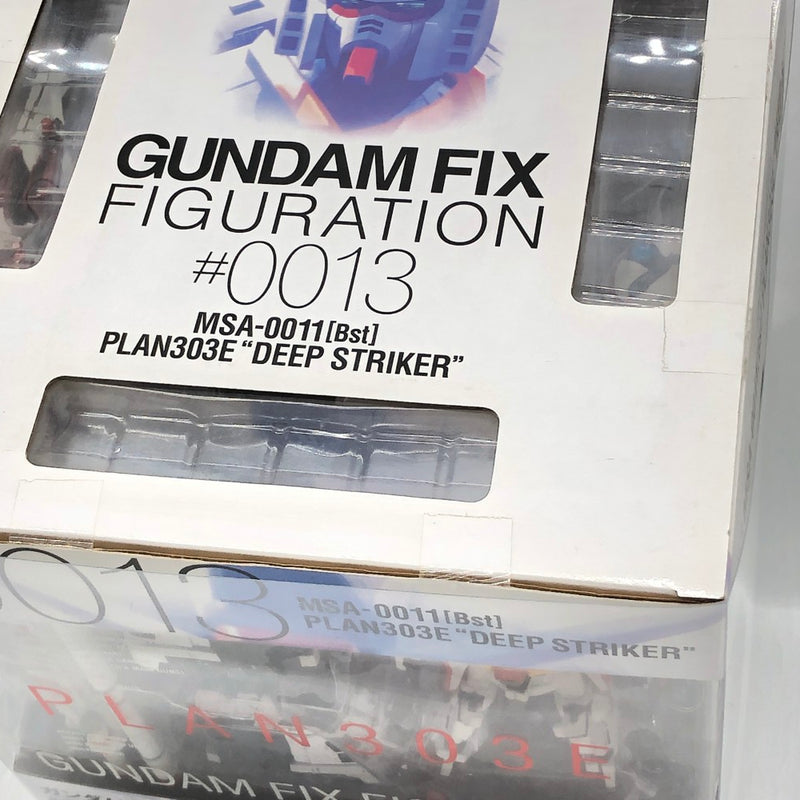 GUNDAM FIX
FIGURATION
#0013
MSA-0011[Bst]
PLAN303E “DEEP STRIKER”
0013
MSA-0011[Bst]
PLAN303E “DEEP STRIKER”
PLAN303E
GUNDAM FIX